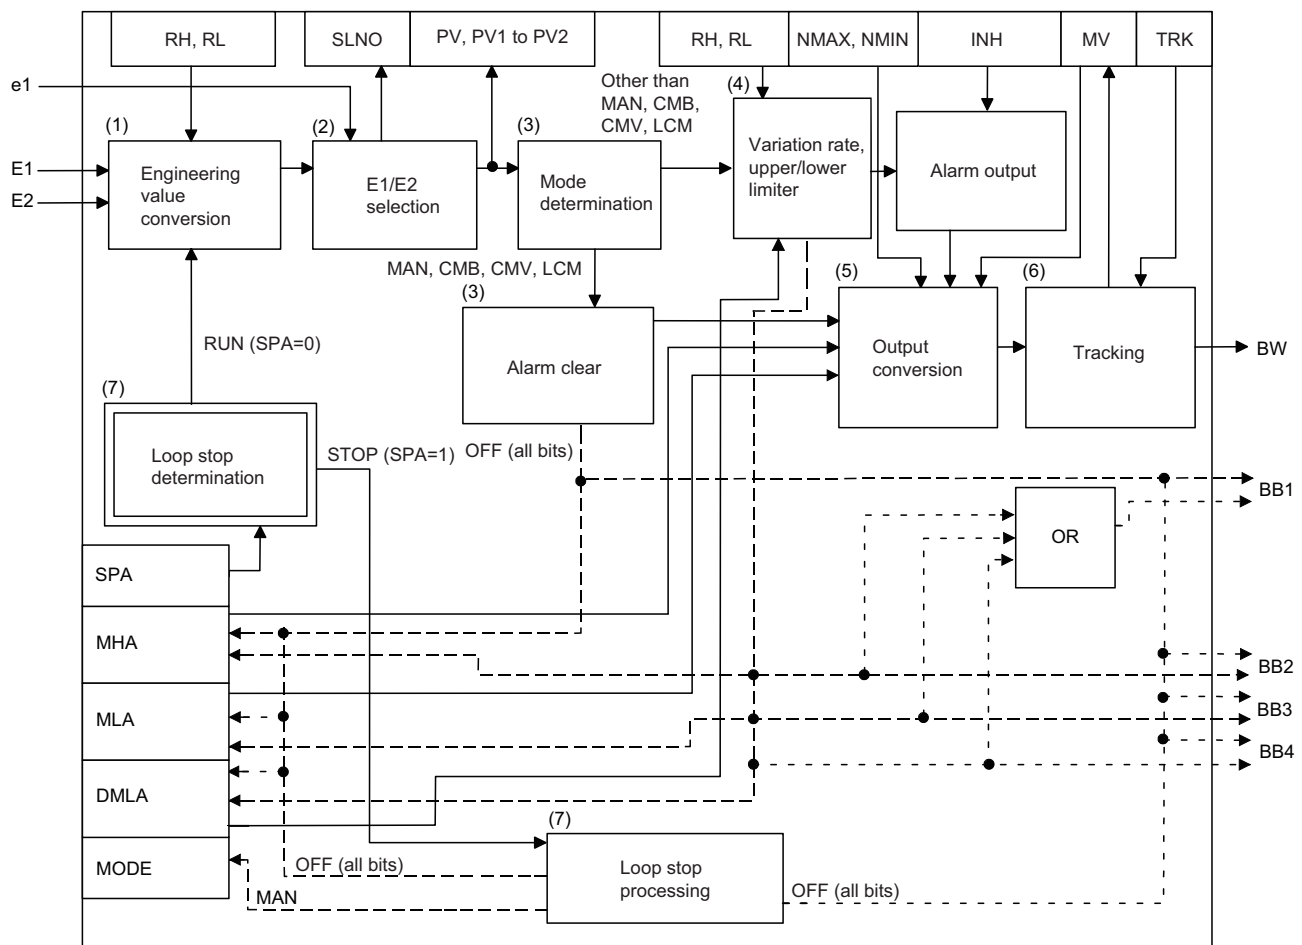 RH, RL
SLNO
PV, PV1 to PV2
RH, RL
NMAX, NMIN
INH
MV
TRK
e1
Other than
MAN, CMB,
CMV, LCM
(1)
(2)
(3)
(4)
E1
E2
Engineering
value
conversion
E1/E2
selection
Mode
determination
Variation rate,
upper/lower
limiter
Alarm output
MAN, CMB, CMV, LCM
(3)
(5)
(6)
RUN (SPA=0)
Alarm clear
Output
conversion
Tracking
BW
(7)
Loop stop
determination
STOP (SPA=1)
OFF (all bits)
BB1
OR
SPA
MHA
BB2
MLA
BB3
BB4
DMLA
(7)
MODE
OFF (all bits)
MAN
Loop stop
processing
OFF (all bits)